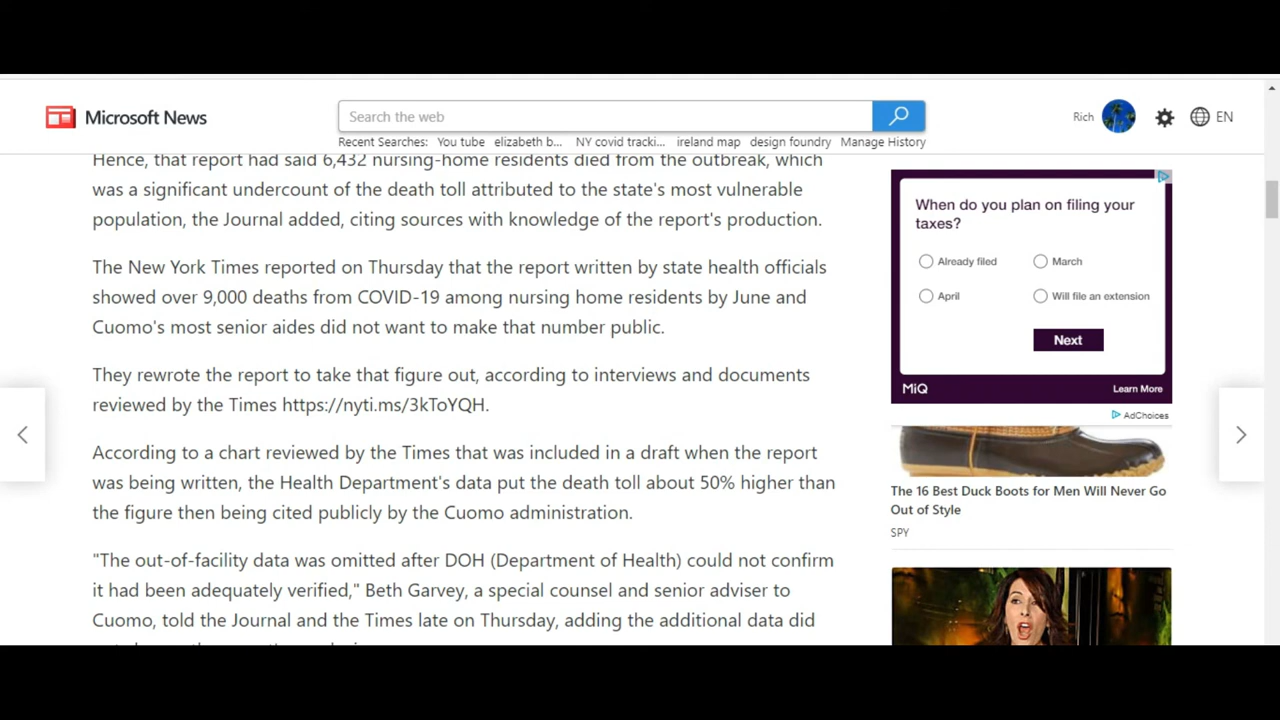 Microsoft News
Search the web
Rich
EN
Recent Searches: You tube elizabeth b... NY covid tracki... ireland map design foundry Manage History
Hence, that report had said 6,432 nursing-home residents died from the outbreak, which
was a significant undercount of the death toll attributed to the state's most vulnerable
population, the Journal added, citing sources with knowledge of the report's production.
The New York Times reported on Thursday that the report written by state health officials
showed over 9,000 deaths from COVID-19 among nursing home residents by June and
Cuomo's most senior aides did not want to make that number public.
They rewrote the report to take that figure out, according to interviews and documents
reviewed by the Times https://nyti.ms/3kToYQH.
According to a chart reviewed by the Times that was included in a draft when the report
was being written, the Health Department's data put the death toll about 50% higher than
the figure then being cited publicly by the Cuomo administration.
"The out-of-facility data was omitted after DOH (Department of Health) could not confirm
it had been adequately verified," Beth Garvey, a special counsel and senior adviser to
Cuomo, told the Journal and the Times late on Thursday, adding the additional data did
When do you plan on filing your
taxes?
Already filed
March
April
Will file an extension
Next
MiQ
Learn More
AdChoices
The 16 Best Duck Boots for Men Will Never Go
Out of Style
SPY